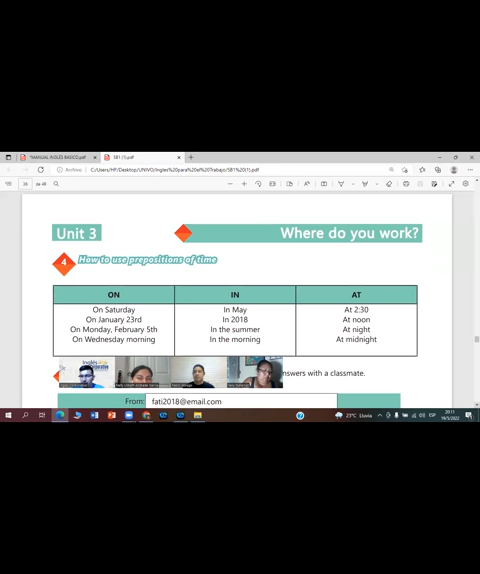 *MANUAL INGLÉS BASICO.pdf
SB1 (1).pdf
Archivo
C:/Users/HP/Desktop/UNIVO/Ingles%20para%20el%20Trabajo/SB1%20(1).pdf
de 48
Unit 3
Where do you work?
4
How to use prepositions of time
ON IN AT
On Saturday In May At 2:30
On January 23rd In 2018 At noon
On Monday, February 5th In the summer At night
On Wednesday morning In the morning At midnight
answers with a classmate.
From: fati2018@email.com
23°C Lluvia
ESP
20:11
19/5/2022